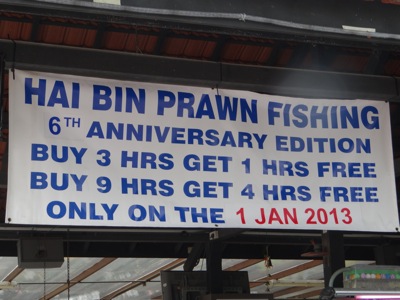 HAI BIN PRAWN FISHING
6TH ANNIVERSARY EDITION
BUY 3 HRS GET 1 HRS FREE
BUY 9 HRS GET 4 HRS FREE
ONLY ON THE 1 JAN 2013